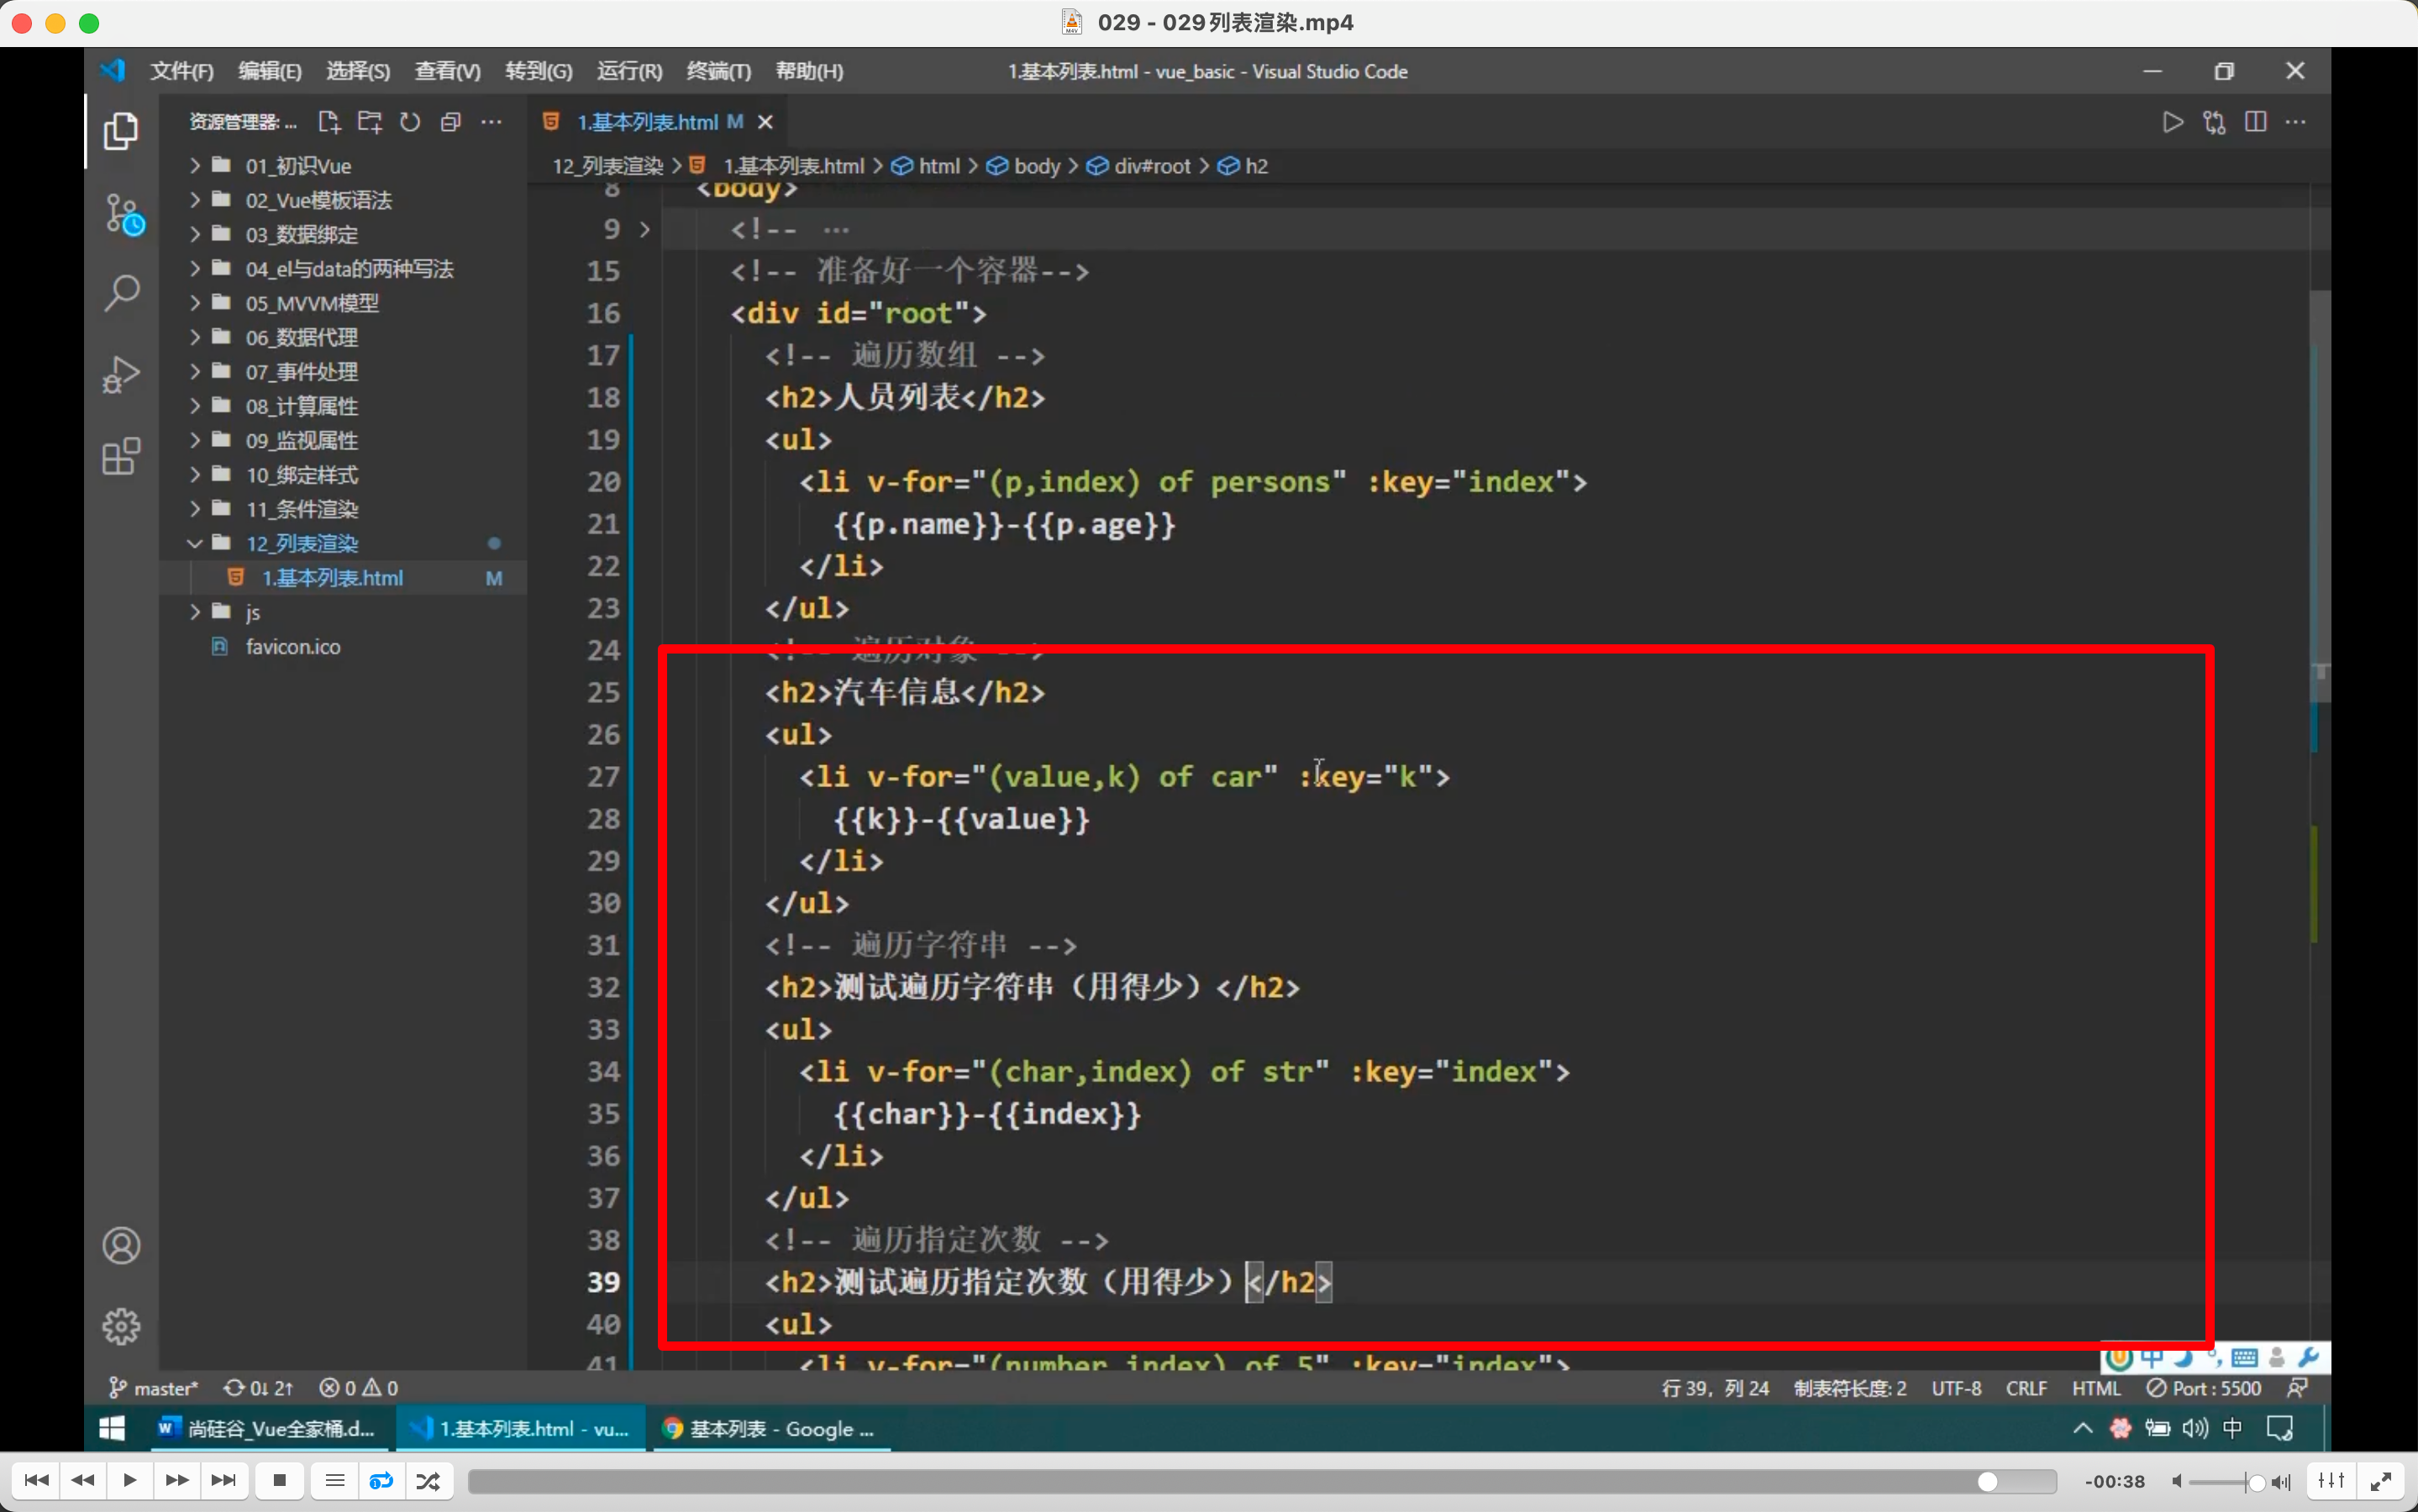 029 - 029列表渲染.mp4
文件(F) 编辑(E) 选择(S) 查看(V) 转到(G) 运行(R) 终端(T) 帮助(H)
1.基本列表.html - vue_basic - Visual Studio Code
资源管理器: ...
1.基本列表.html M
12_列表渲染 > 1.基本列表.html > html > body > div#root > h2
01_初识Vue
02_Vue模板语法
03_数据绑定
04_el与data的两种写法
05_MVVM模型
06_数据代理
07_事件处理
08_计算属性
09_监视属性
10_绑定样式
11_条件渲染
12_列表渲染
1.基本列表.html M
js
favicon.ico
8 <body>
9 <!-- ...
15 <!-- 准备好一个容器-->
16 <div id="root">
17 <!-- 遍历数组 -->
18 <h2>人员列表</h2>
19 <ul>
20 <li v-for="(p,index) of persons" :key="index">
21 {{p.name}}-{{p.age}}
22 </li>
23 </ul>
24 <!-- 遍历对象 -->
25 <h2>汽车信息</h2>
26 <ul>
27 <li v-for="(value,k) of car" :key="k">
28 {{k}}-{{value}}
29 </li>
30 </ul>
31 <!-- 遍历字符串 -->
32 <h2>测试遍历字符串（用得少）</h2>
33 <ul>
34 <li v-for="(char,index) of str" :key="index">
35 {{char}}-{{index}}
36 </li>
37 </ul>
38 <!-- 遍历指定次数 -->
39 <h2>测试遍历指定次数（用得少）</h2>
40 <ul>
41 <li v-for="(number,index) of 5" :key="index">
中
master* 0↓ 2↑ 0 0
行 39，列 24 制表符长度: 2 UTF-8 CRLF HTML Port : 5500
尚硅谷_Vue全家桶.d... 1.基本列表.html - vu... 基本列表 - Google ... 中
-00:38